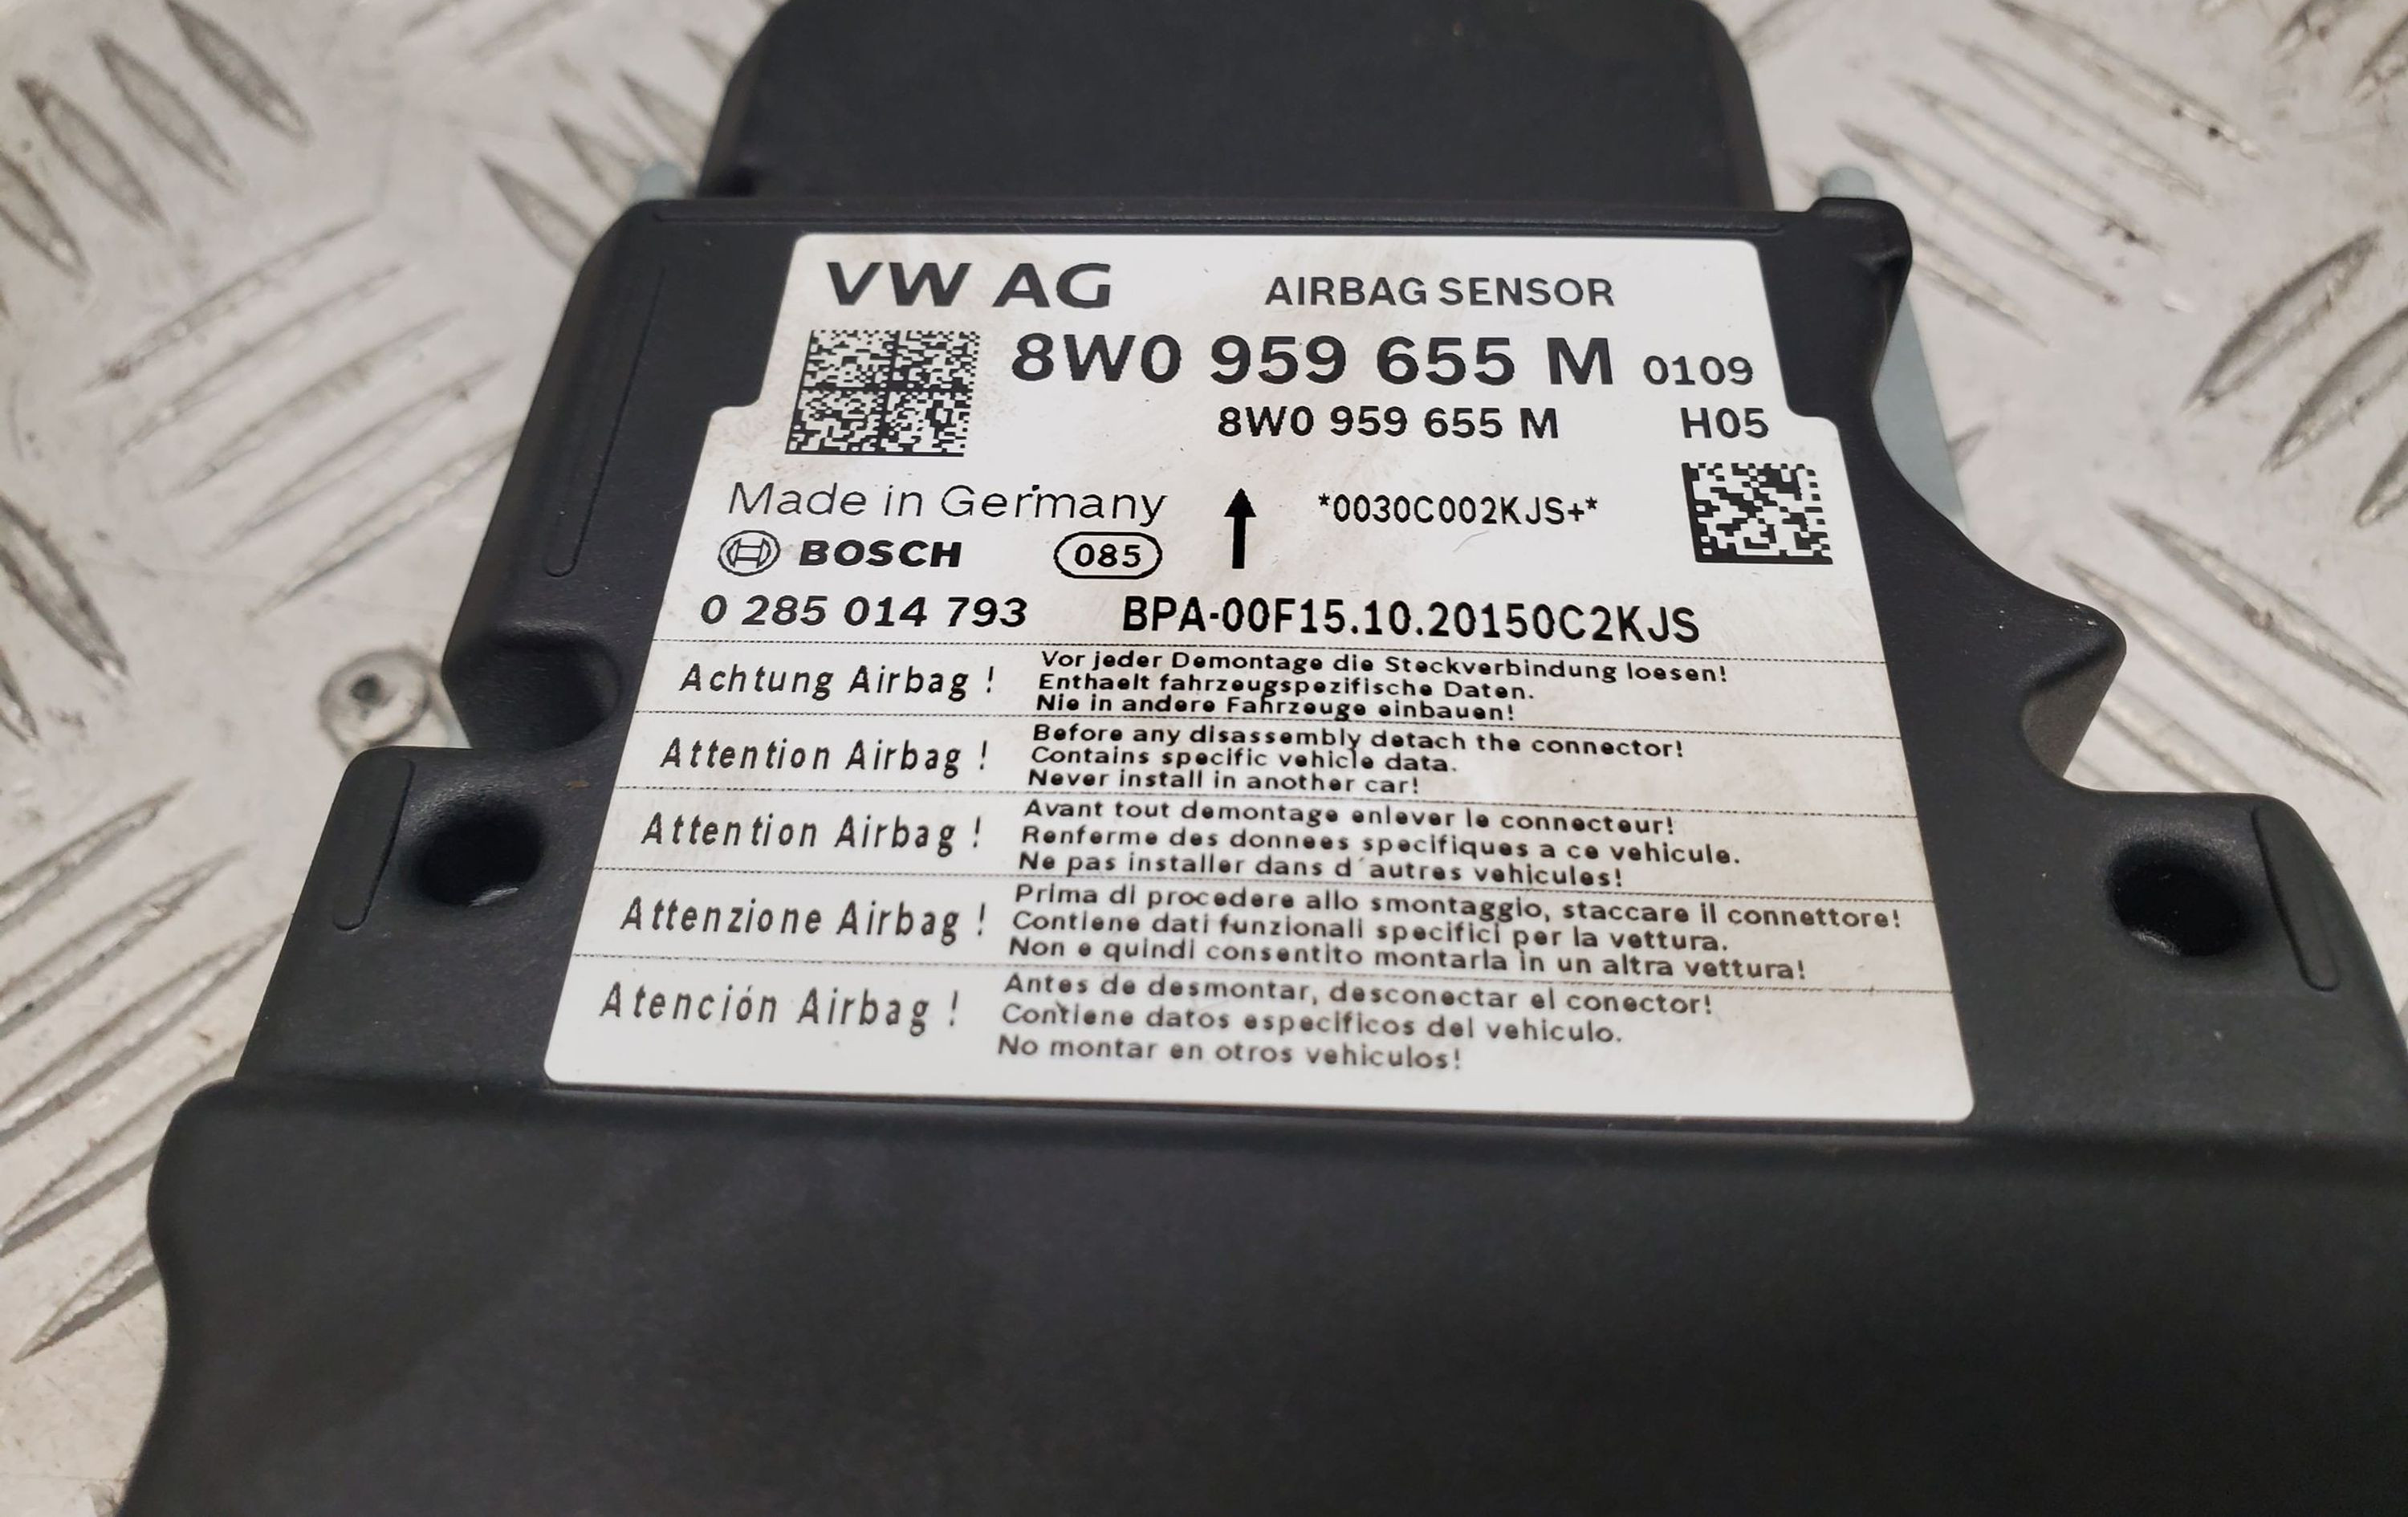 VW AG AIRBAG SENSOR
8W0 959 655 M 0109
8W0 959 655 M H05
Made in Germany *0030C002KJS+*
BOSCH 085
0 285 014 793 BPA-00F15.10.20150C2KJS
Achtung Airbag ! Vor jeder Demontage die Steckverbindung loesen!
Enthaelt fahrzeugspezifische Daten.
Nie in andere Fahrzeuge einbauen!
Attention Airbag ! Before any disassembly detach the connector!
Contains specific vehicle data.
Never install in another car!
Attention Airbag ! Avant tout demontage enlever le connecteur!
Renferme des donnees specifiques a ce vehicule.
Ne pas installer dans d´autres vehicules!
Attenzione Airbag ! Prima di procedere allo smontaggio, staccare il connettore!
Contiene dati funzionali specifici per la vettura.
Non e quindi consentito montarla in un altra vettura!
Atención Airbag ! Antes de desmontar, desconectar el conector!
Contiene datos especificos del vehiculo.
No montar en otros vehiculos!